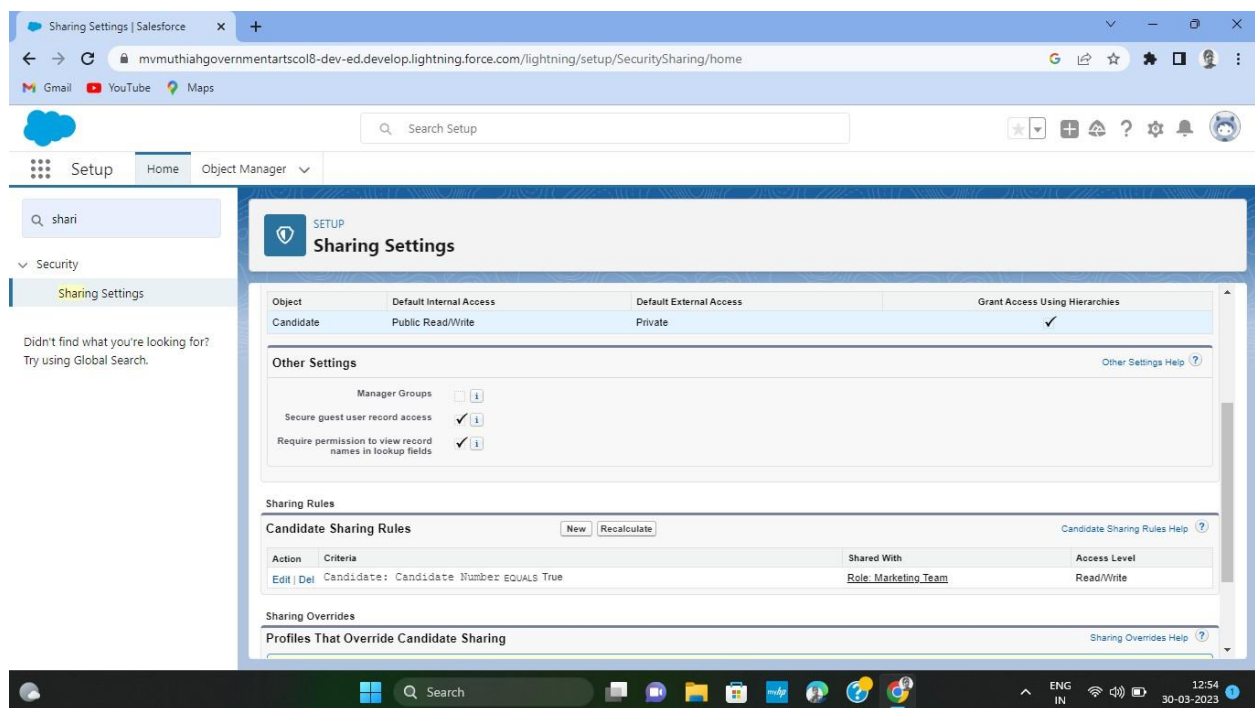 Sharing Settings | Salesforce
mvmuthiahgovernmentartscol8-dev-ed.develop.lightning.force.com/lightning/setup/SecuritySharing/home
Gmail YouTube Maps
Search Setup
Setup Home Object Manager
shari
Security
Sharing Settings
Didn't find what you're looking for?
Try using Global Search.
SETUP
Sharing Settings
Object Default Internal Access Default External Access Grant Access Using Hierarchies
Candidate Public Read/Write Private
Other Settings Other Settings Help ?
Manager Groups
Secure guest user record access
Require permission to view record
names in lookup fields
Sharing Rules
Candidate Sharing Rules New Recalculate Candidate Sharing Rules Help ?
Action Criteria Shared With Access Level
Edit | Del Candidate: Candidate Number EQUALS True Role: Marketing Team Read/Write
Sharing Overrides
Profiles That Override Candidate Sharing Sharing Overrides Help ?
Search
ENG
IN
12:54
30-03-2023
1